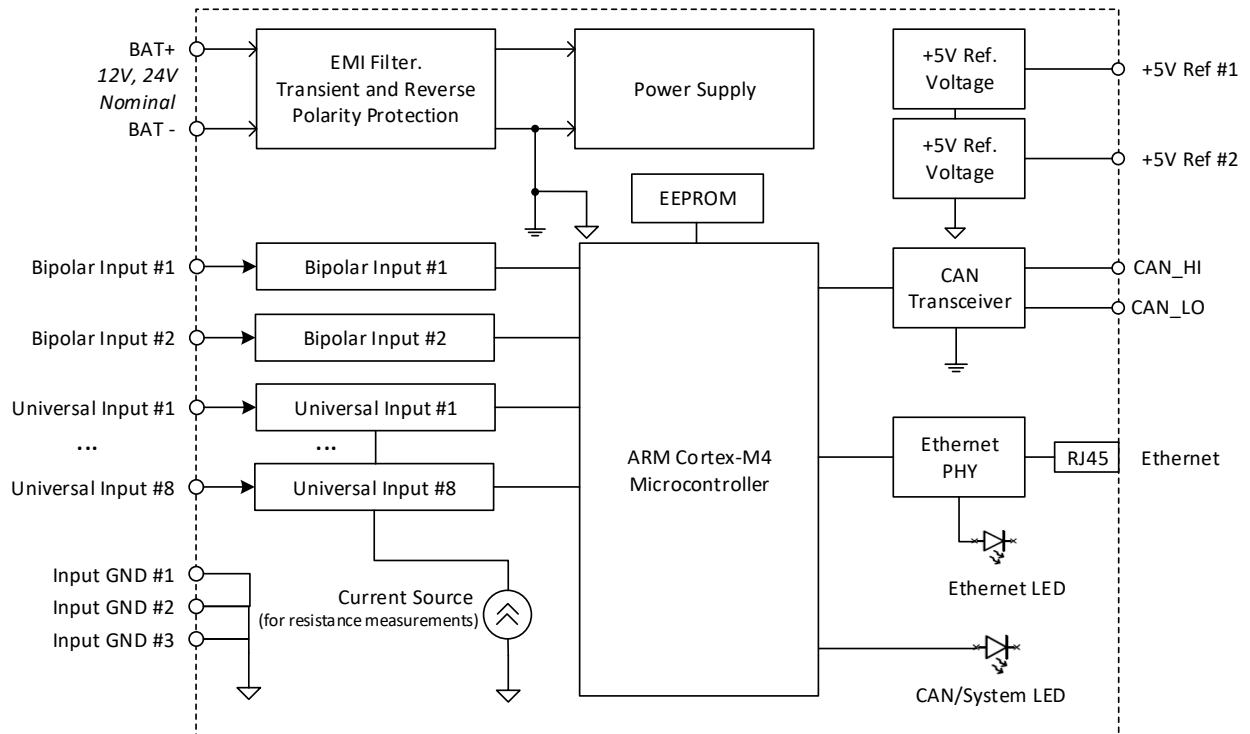 BAT+
12V, 24V
Nominal
BAT -
EMI Filter.
Transient and Reverse
Polarity Protection
Power Supply
+5V Ref.
Voltage
+5V Ref #1
+5V Ref.
Voltage
+5V Ref #2
EEPROM
Bipolar Input #1
Bipolar Input #1
CAN
Transceiver
CAN_HI
CAN_LO
Bipolar Input #2
Bipolar Input #2
Universal Input #1
Universal Input #1
...
...
Universal Input #8
Universal Input #8
ARM Cortex-M4
Microcontroller
Ethernet
PHY
RJ45
Ethernet
Ethernet LED
Input GND #1
Input GND #2
Input GND #3
Current Source
(for resistance measurements)
CAN/System LED